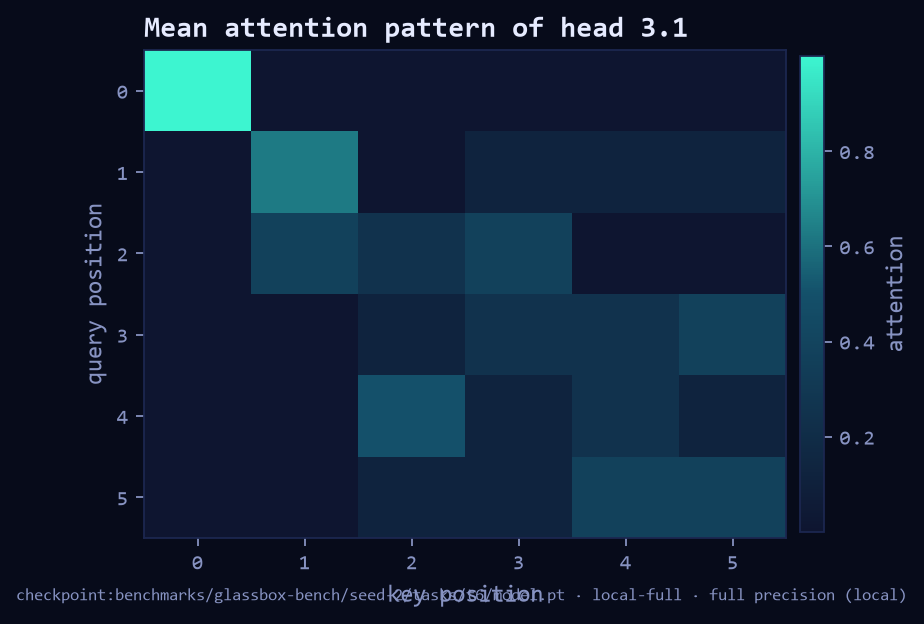 Mean attention pattern of head 3.1
0
1
2
3
4
5
query position
0 1 2 3 4 5
key position
0.8
0.6
0.4
0.2
attention
checkpoint:benchmarks/glassbox-bench/seed- · local-full · full precision (local)